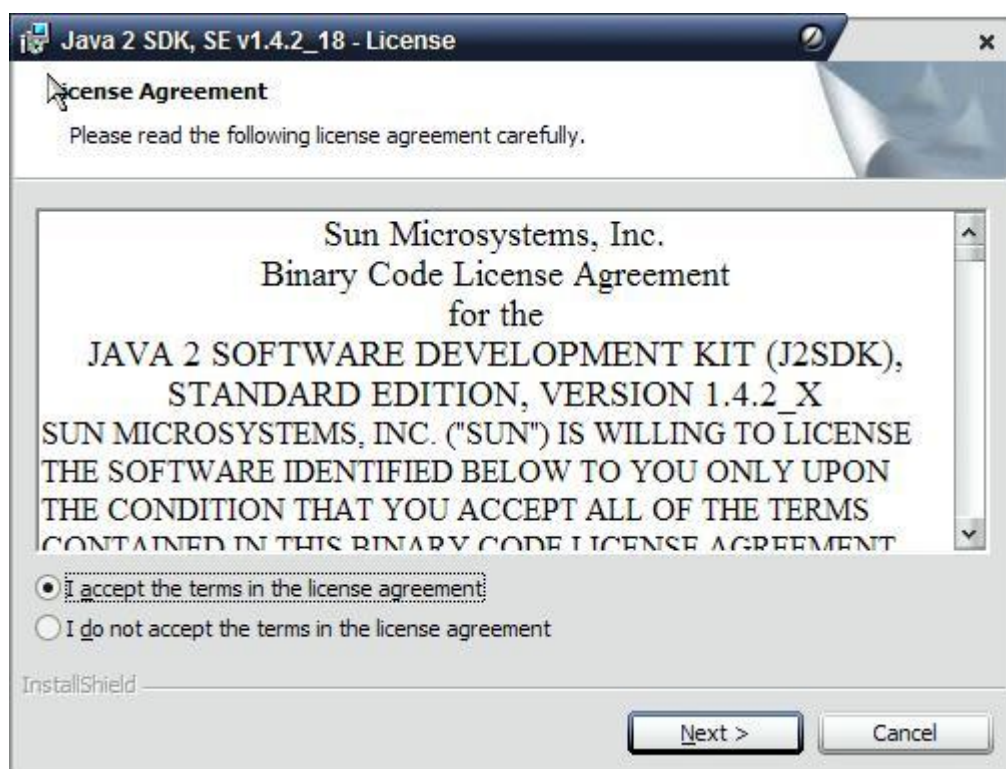 Java 2 SDK, SE v1.4.2_18 - License
License Agreement
Please read the following license agreement carefully.
Sun Microsystems, Inc.
Binary Code License Agreement
for the
JAVA 2 SOFTWARE DEVELOPMENT KIT (J2SDK),
STANDARD EDITION, VERSION 1.4.2_X
SUN MICROSYSTEMS, INC. ("SUN") IS WILLING TO LICENSE
THE SOFTWARE IDENTIFIED BELOW TO YOU ONLY UPON
THE CONDITION THAT YOU ACCEPT ALL OF THE TERMS
CONTAINED IN THIS BINARY CODE LICENSE AGREEMENT
I accept the terms in the license agreement
I do not accept the terms in the license agreement
InstallShield
Next >
Cancel